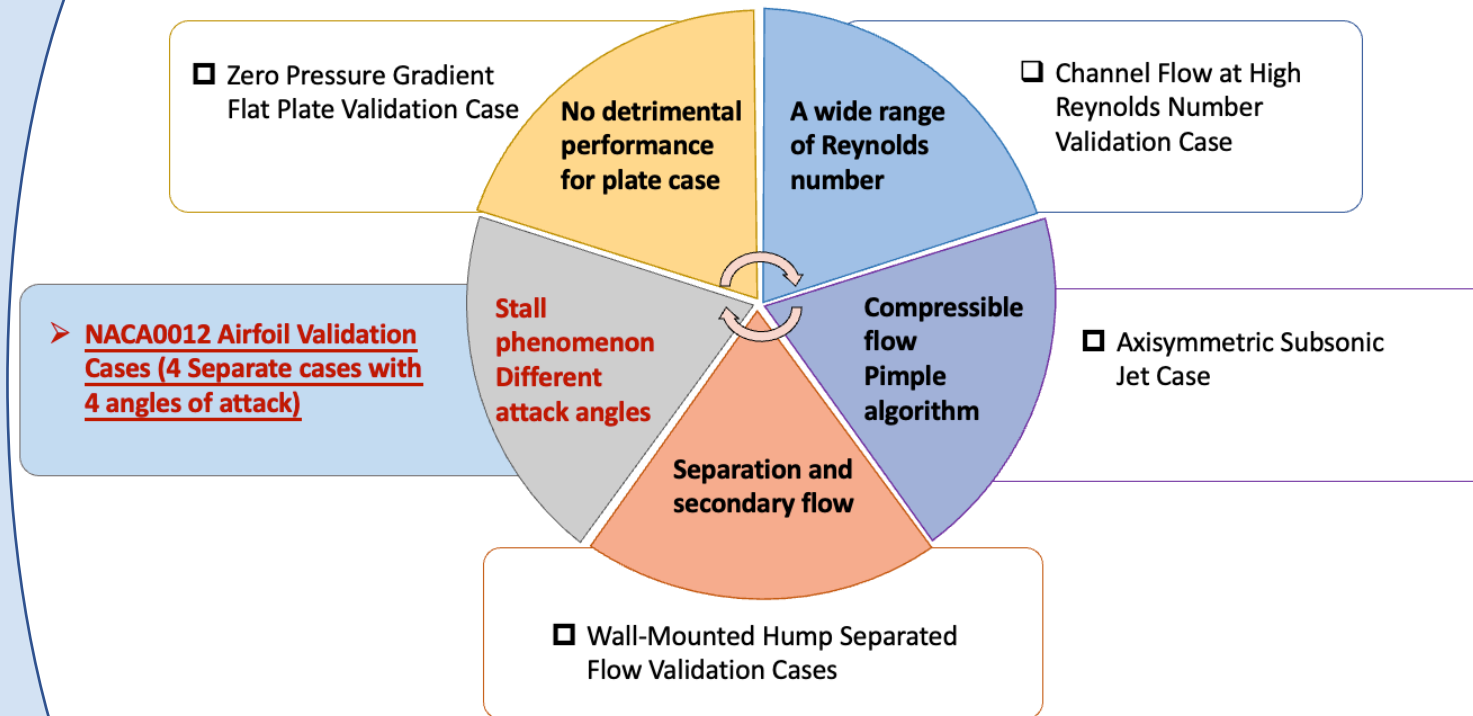 Zero Pressure Gradient
Flat Plate Validation Case
No detrimental
performance
for plate case
A wide range
of Reynolds
number
Channel Flow at High
Reynolds Number
Validation Case
NACA0012 Airfoil Validation
Cases (4 Separate cases with
4 angles of attack)
Stall
phenomenon
Different
attack angles
Compressible
flow
Pimple
algorithm
Axisymmetric Subsonic
Jet Case
Separation and
secondary flow
Wall-Mounted Hump Separated
Flow Validation Cases